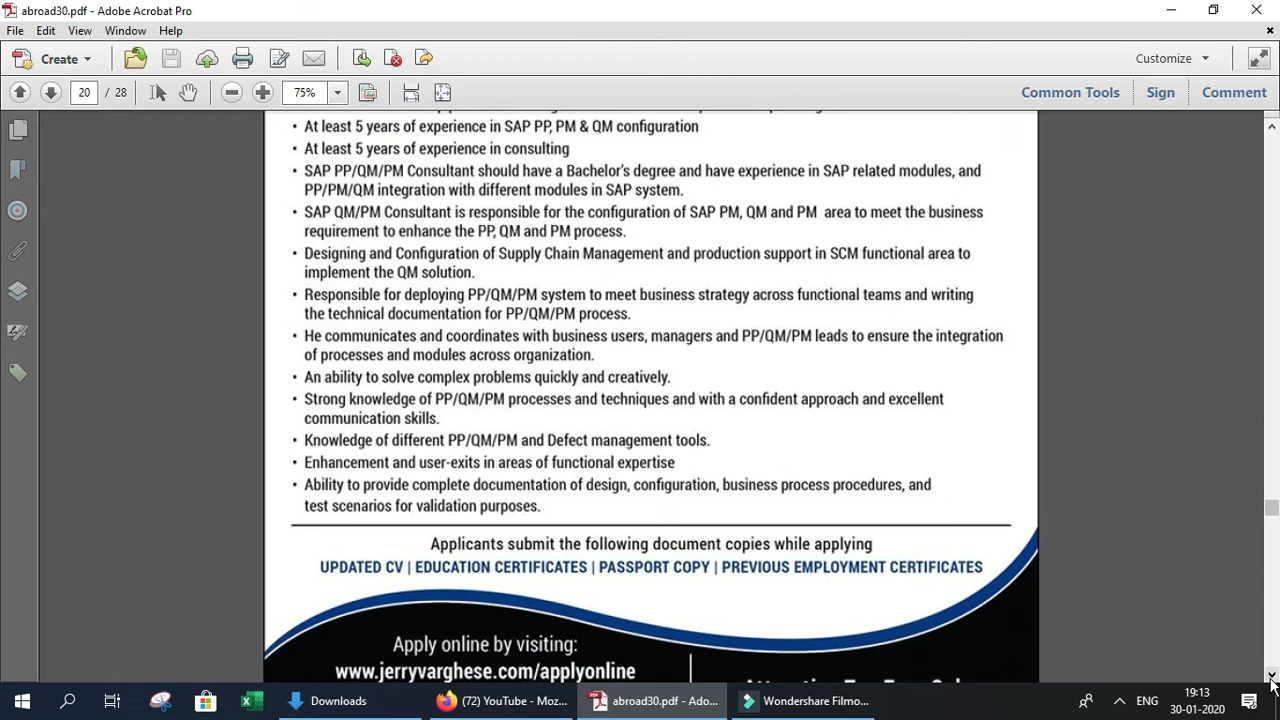 abroad30.pdf - Adobe Acrobat Pro
File Edit View Window Help
Create
Customize
20 / 28
75%
Common Tools
Sign
Comment
• At least 5 years of experience in SAP PP, PM & QM configuration
• At least 5 years of experience in consulting
• SAP PP/QM/PM Consultant should have a Bachelor's degree and have experience in SAP related modules, and
PP/PM/QM integration with different modules in SAP system.
• SAP QM/PM Consultant is responsible for the configuration of SAP PM, QM and PM area to meet the business
requirement to enhance the PP, QM and PM process.
• Designing and Configuration of Supply Chain Management and production support in SCM functional area to
implement the QM solution.
• Responsible for deploying PP/QM/PM system to meet business strategy across functional teams and writing
the technical documentation for PP/QM/PM process.
• He communicates and coordinates with business users, managers and PP/QM/PM leads to ensure the integration
of processes and modules across organization.
• An ability to solve complex problems quickly and creatively.
• Strong knowledge of PP/QM/PM processes and techniques and with a confident approach and excellent
communication skills.
• Knowledge of different PP/QM/PM and Defect management tools.
• Enhancement and user-exits in areas of functional expertise
• Ability to provide complete documentation of design, configuration, business process procedures, and
test scenarios for validation purposes.
Applicants submit the following document copies while applying
UPDATED CV | EDUCATION CERTIFICATES | PASSPORT COPY | PREVIOUS EMPLOYMENT CERTIFICATES
Apply online by visiting:
www.jerryvarghese.com/applyonline
Downloads
(72) YouTube - Moz...
abroad30.pdf - Ado...
Wondershare Filmo...
ENG
19:13
30-01-2020